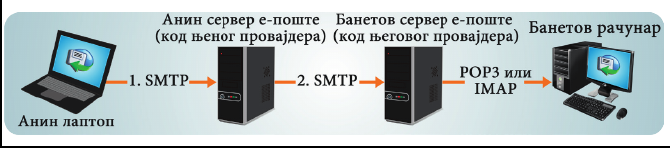 Анин сервер е-поште
(код њеног провајдера)
Банетов сервер е-поште
(код његовог провајдера)
Банетов рачунар
1. SMTP
2. SMTP
POP3 или
IMAP
Анин лаптоп